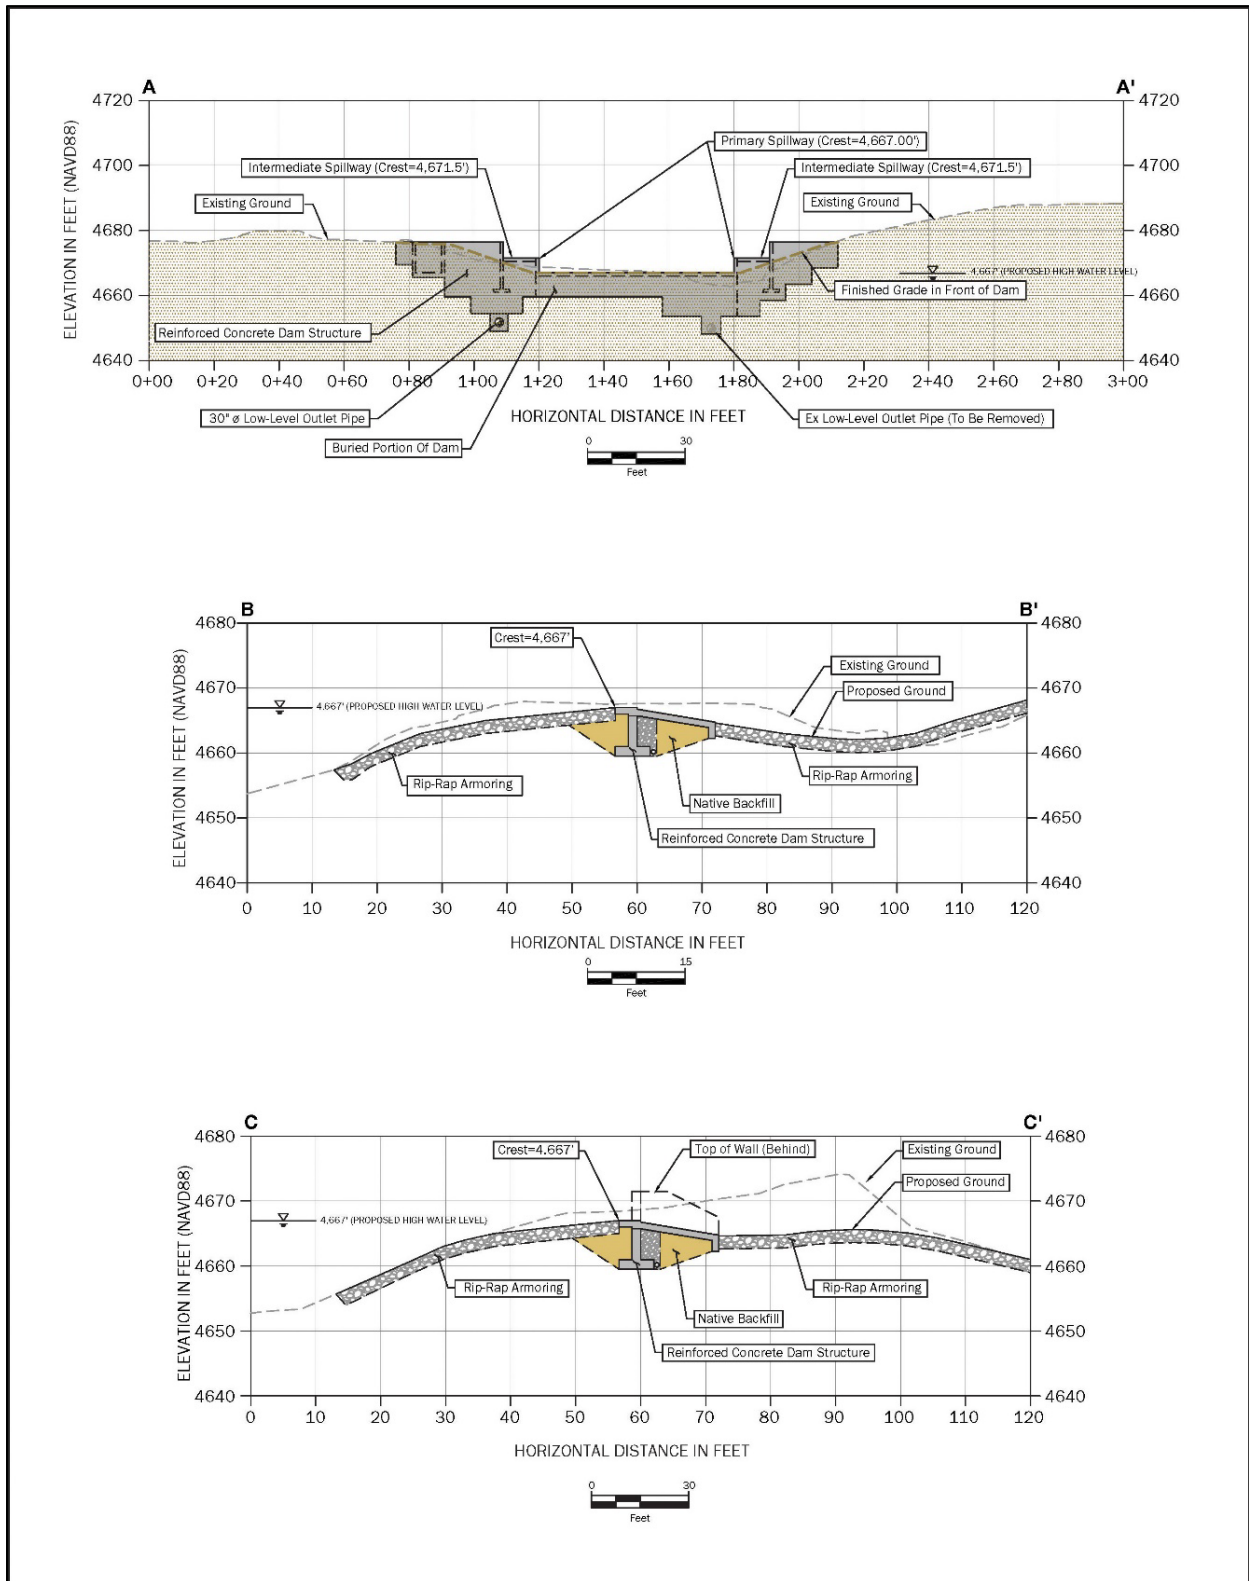 A A'
4720 4720
Primary Spillway (Crest=4,667.00')
4700 4700
Intermediate Spillway (Crest=4,671.5') Intermediate Spillway (Crest=4,671.5')
Existing Ground Existing Ground
4680 4680
4,667' (PROPOSED HIGH WATER LEVEL)
4660 4660
Finished Grade in Front of Dam
Reinforced Concrete Dam Structure
4640 4640
ELEVATION IN FEET (NAVD88)
0+00 0+20 0+40 0+60 0+80 1+00 1+20 1+40 1+60 1+80 2+00 2+20 2+40 2+60 2+80 3+00
30" ø Low-Level Outlet Pipe HORIZONTAL DISTANCE IN FEET Ex Low-Level Outlet Pipe (To Be Removed)
Buried Portion Of Dam
0 30
Feet
B B'
4680 4680
Crest=4,667'
Existing Ground
4670 4670
Proposed Ground
4,667' (PROPOSED HIGH WATER LEVEL)
4660 4660
Rip-Rap Armoring Rip-Rap Armoring
Native Backfill
4650 4650
Reinforced Concrete Dam Structure
4640 4640
ELEVATION IN FEET (NAVD88)
0 10 20 30 40 50 60 70 80 90 100 110 120
HORIZONTAL DISTANCE IN FEET
0 15
Feet
C C'
4680 4680
Crest=4.667' Top of Wall (Behind) Existing Ground
Proposed Ground
4670 4670
4,667' (PROPOSED HIGH WATER LEVEL)
4660 4660
Rip-Rap Armoring Rip-Rap Armoring
Native Backfill
4650 4650
Reinforced Concrete Dam Structure
4640 4640
ELEVATION IN FEET (NAVD88)
0 10 20 30 40 50 60 70 80 90 100 110 120
HORIZONTAL DISTANCE IN FEET
0 30
Feet